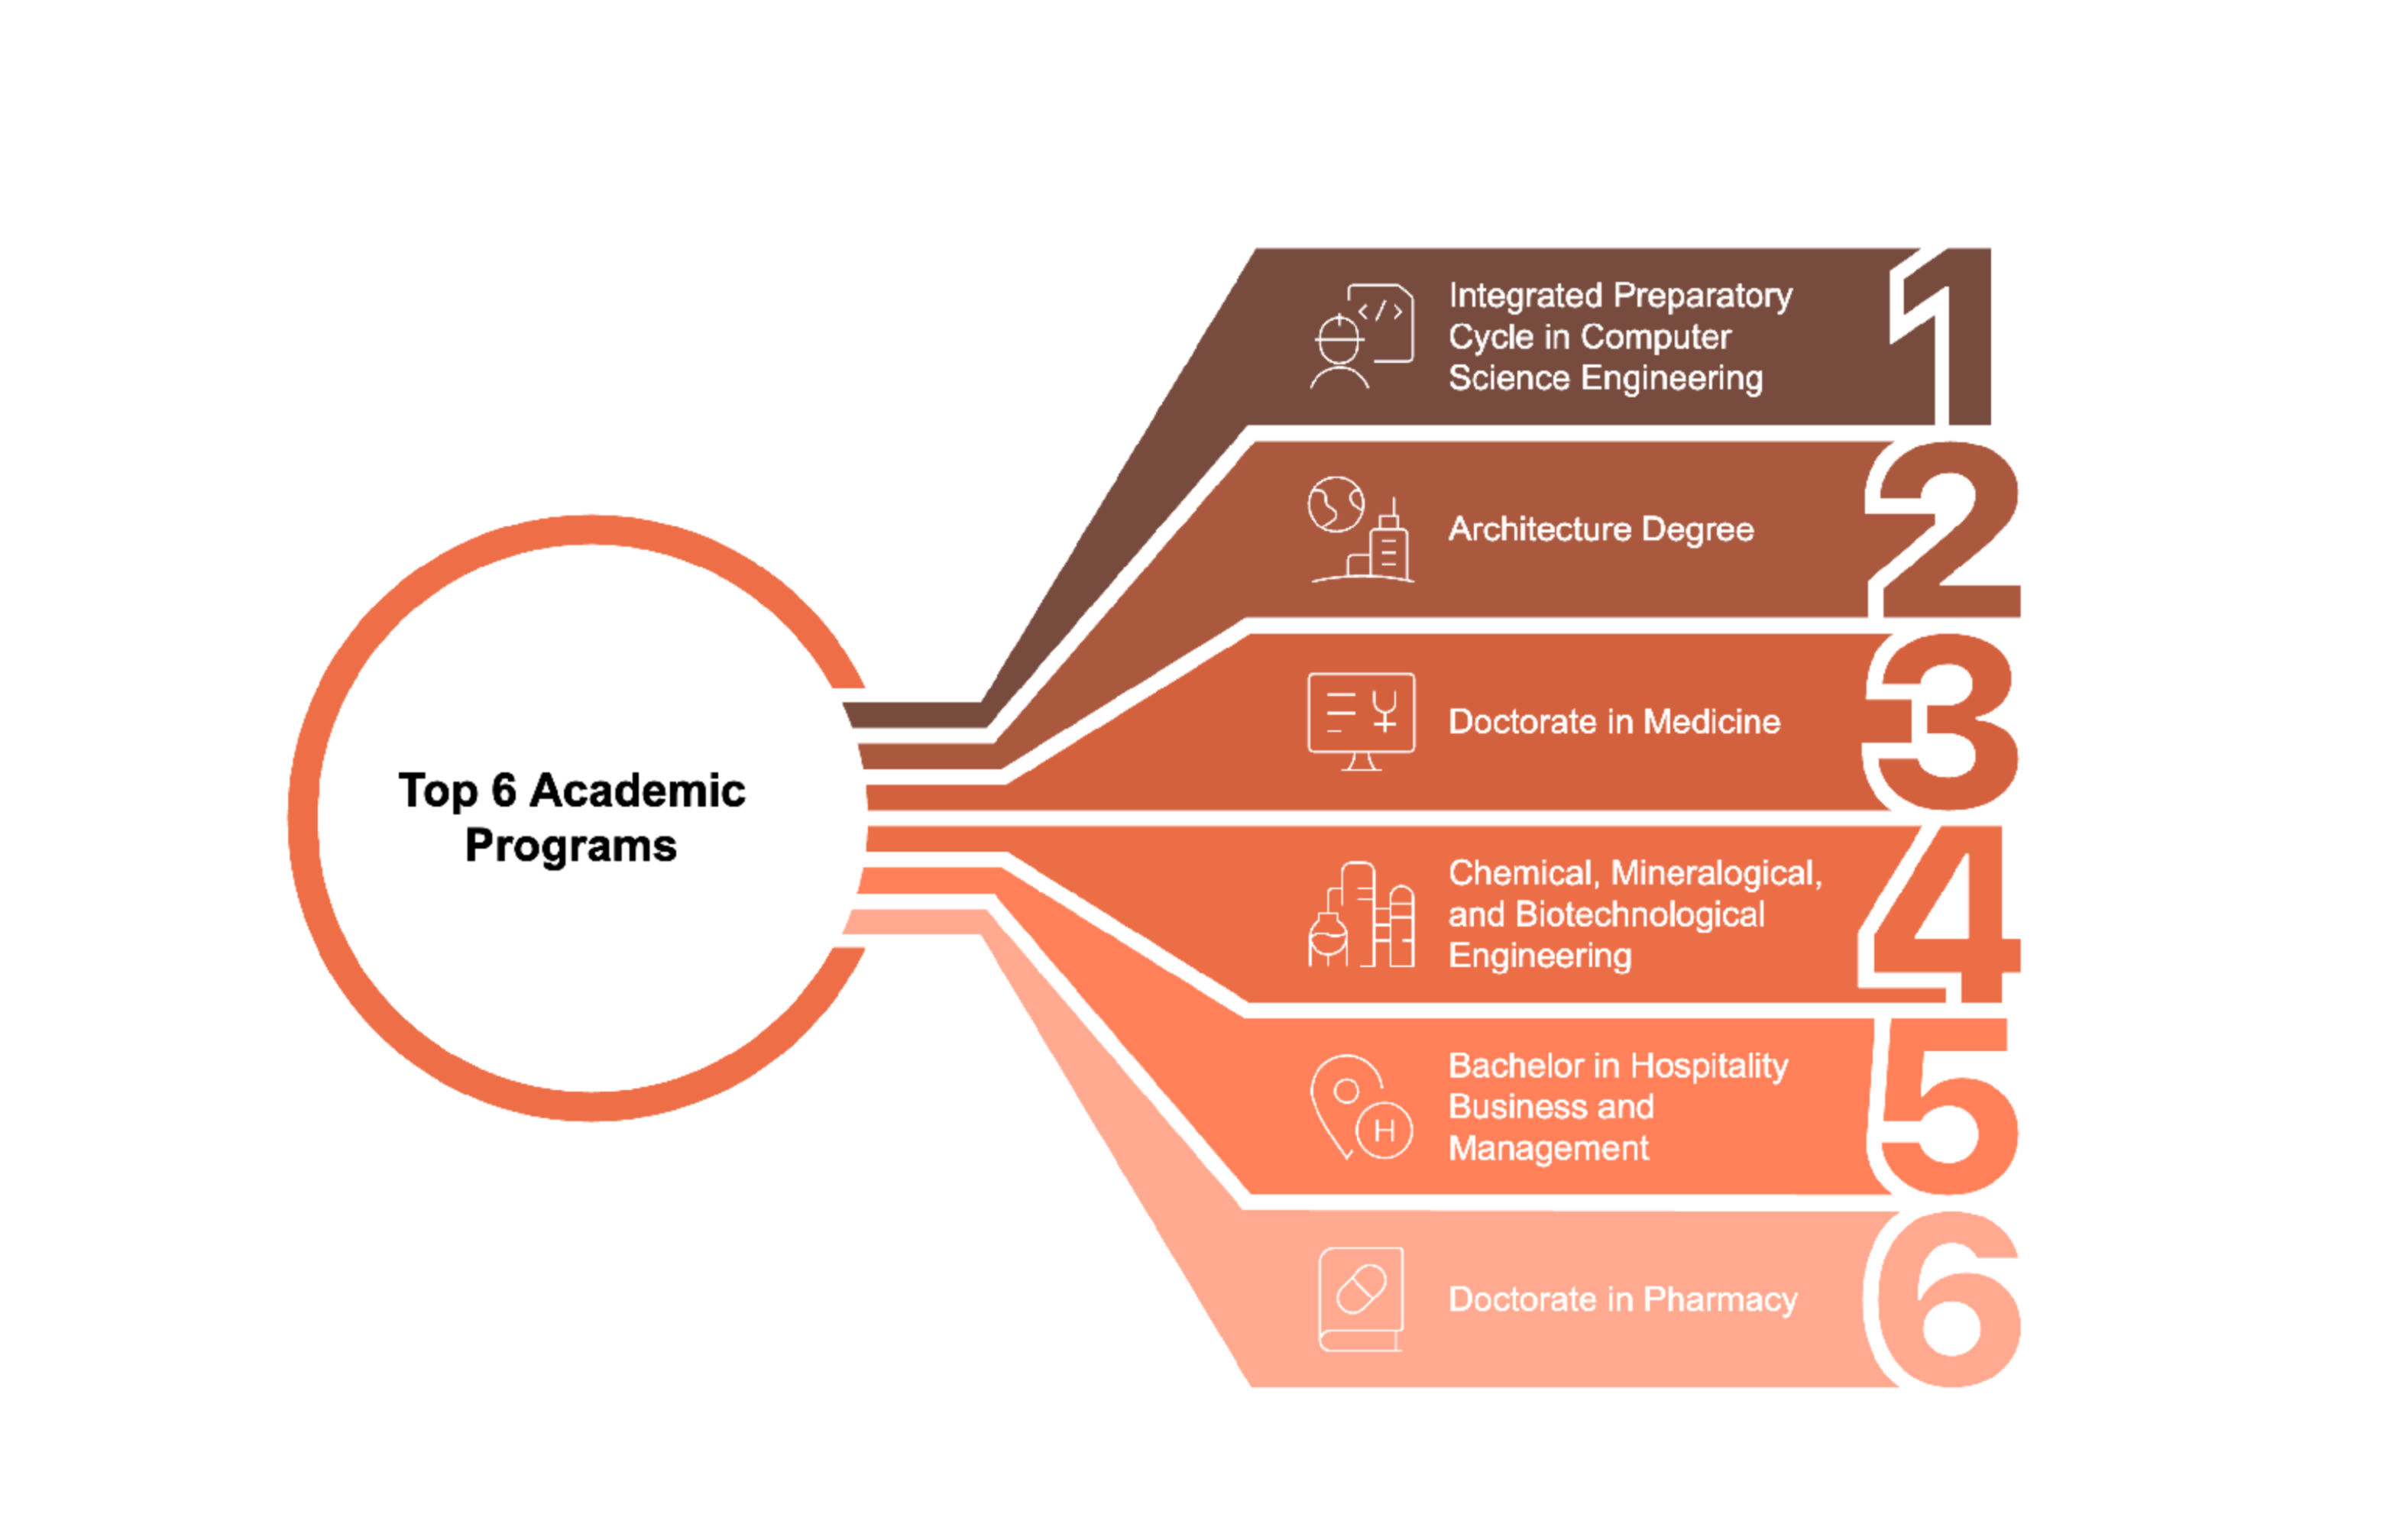 Top 6 Academic
Programs
Integrated Preparatory
Cycle in Computer
Science Engineering
1
Architecture Degree
2
Doctorate in Medicine
3
Chemical, Mineralogical,
and Biotechnological
Engineering
4
Bachelor in Hospitality
Business and
Management
H
5
Doctorate in Pharmacy
6